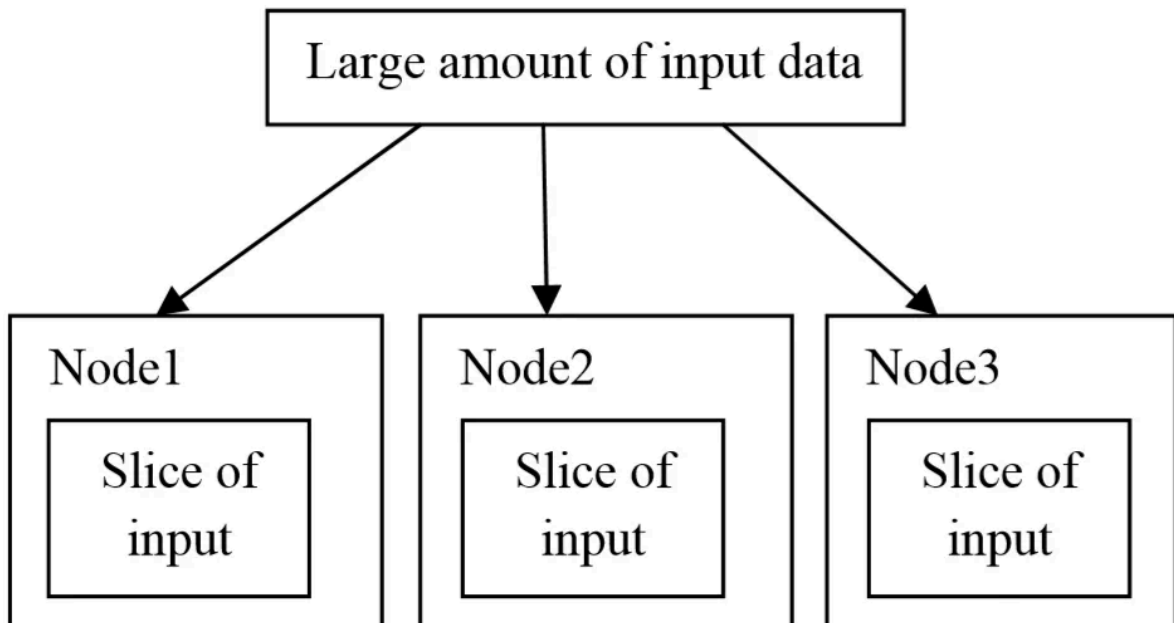 Large amount of input data
Node1
Node2
Node3
Slice of
input
Slice of
input
Slice of
input